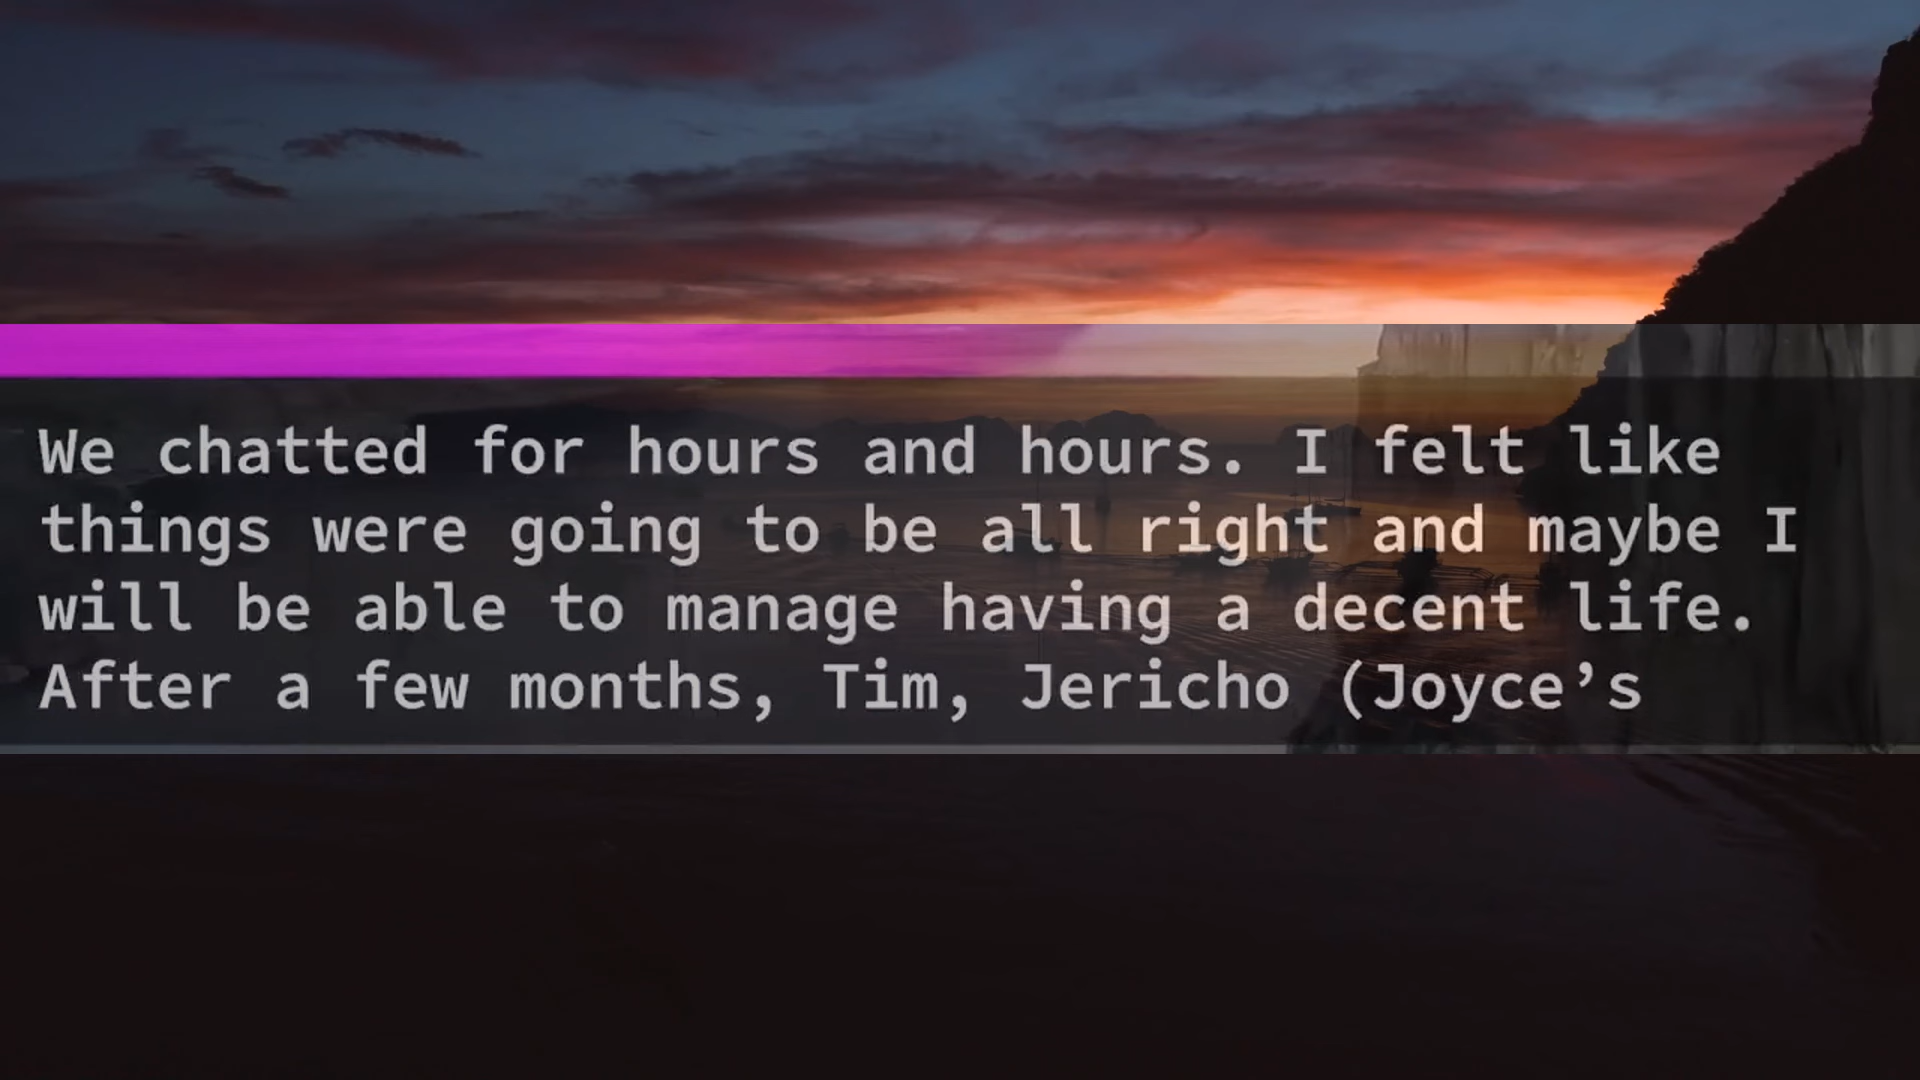 We chatted for hours and hours. I felt like
things were going to be all right and maybe I
will be able to manage having a decent life.
After a few months, Tim, Jericho (Joyce’s